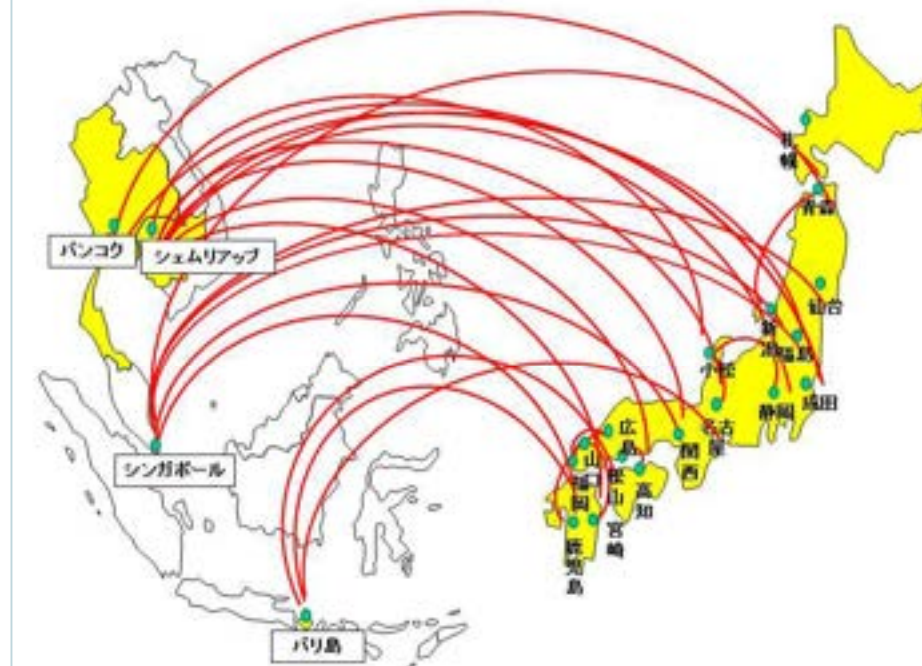 バンコク
シェムリアップ
シンガポール
バリ島
札幌
青森
仙台
新潟
福島
小松
成田
静岡
名古屋
関西
広島
山口
福岡
松山
高知
宮崎
鹿児島